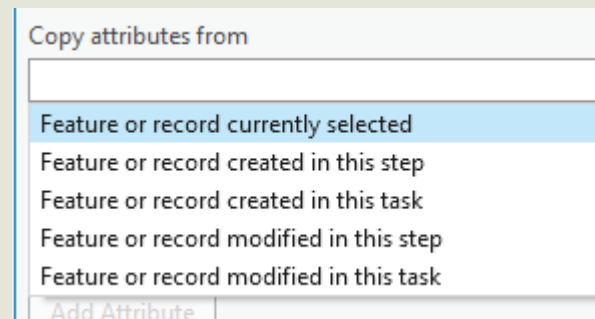 Copy attributes from
Feature or record currently selected
Feature or record created in this step
Feature or record created in this task
Feature or record modified in this step
Feature or record modified in this task
Add Attribute